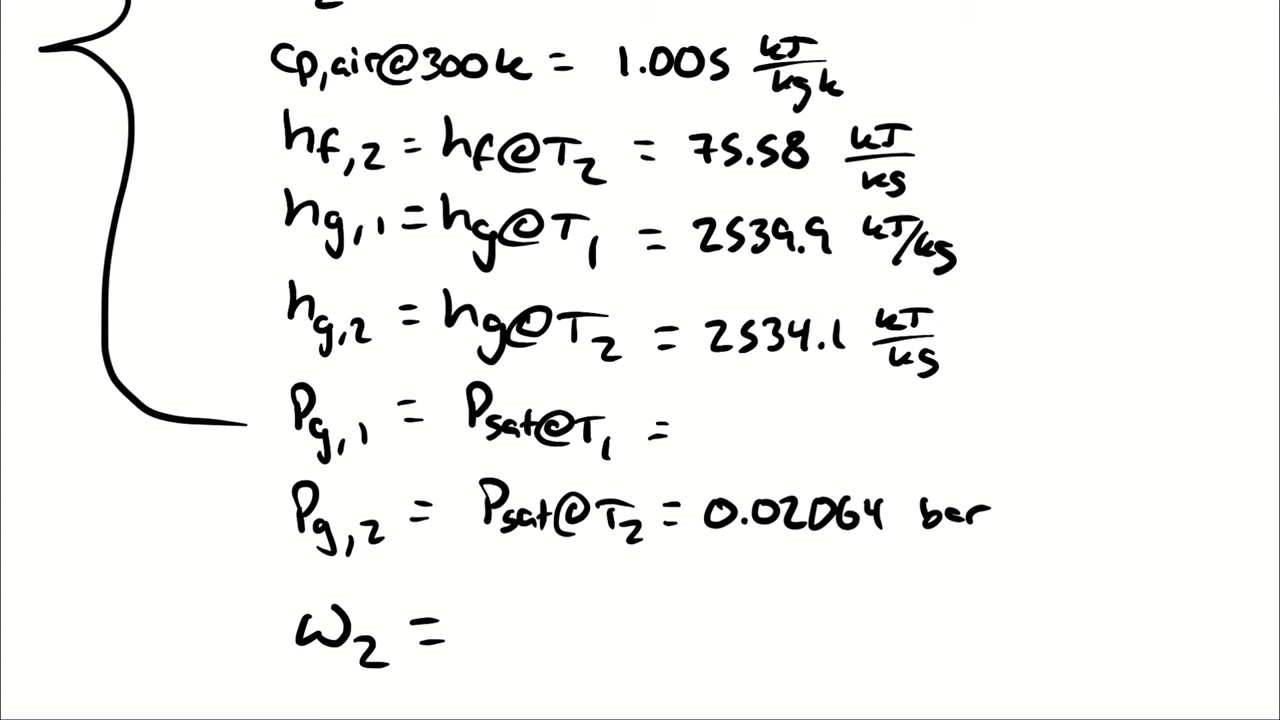 Cp,air@300k = 1.005 kJ/kgk
hf,2 = hf@T2 = 75.58 kJ/kg
hg,1 = hg@T1 = 2539.9 kJ/kg
hg,2 = hg@T2 = 2534.1 kJ/kg
Pg,1 = Psat@T1 =
Pg,2 = Psat@T2 = 0.02064 bar
ω2 =